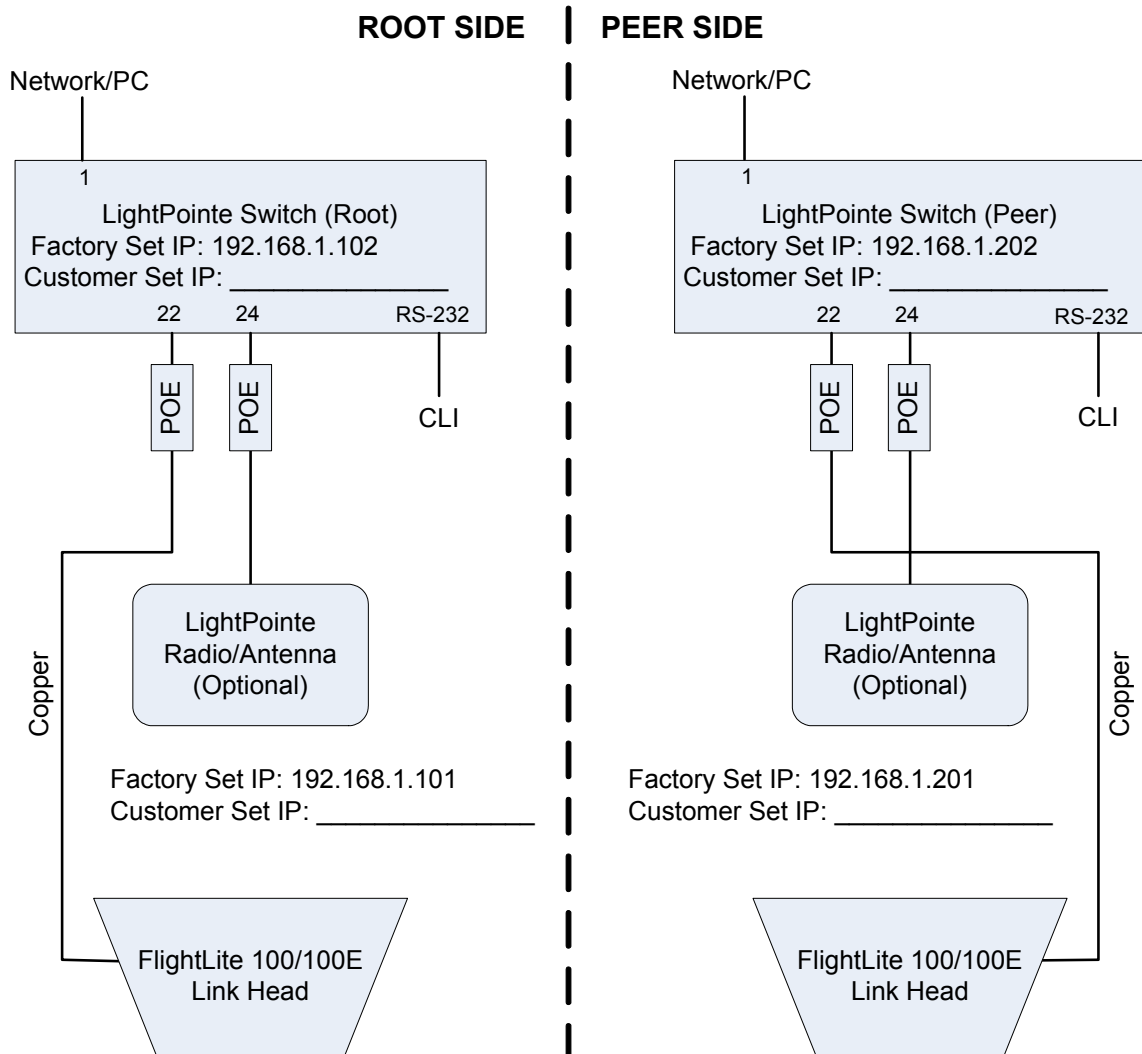 ROOT SIDE
PEER SIDE
Network/PC
1
LightPointe Switch (Root)
Factory Set IP: 192.168.1.102
Customer Set IP: ________________
22
24
RS-232
POE
POE
CLI
Copper
LightPointe
Radio/Antenna
(Optional)
Factory Set IP: 192.168.1.101
Customer Set IP: ________________
FlightLite 100/100E
Link Head
Network/PC
1
LightPointe Switch (Peer)
Factory Set IP: 192.168.1.202
Customer Set IP: ________________
22
24
RS-232
POE
POE
CLI
LightPointe
Radio/Antenna
(Optional)
Copper
Factory Set IP: 192.168.1.201
Customer Set IP: ________________
FlightLite 100/100E
Link Head